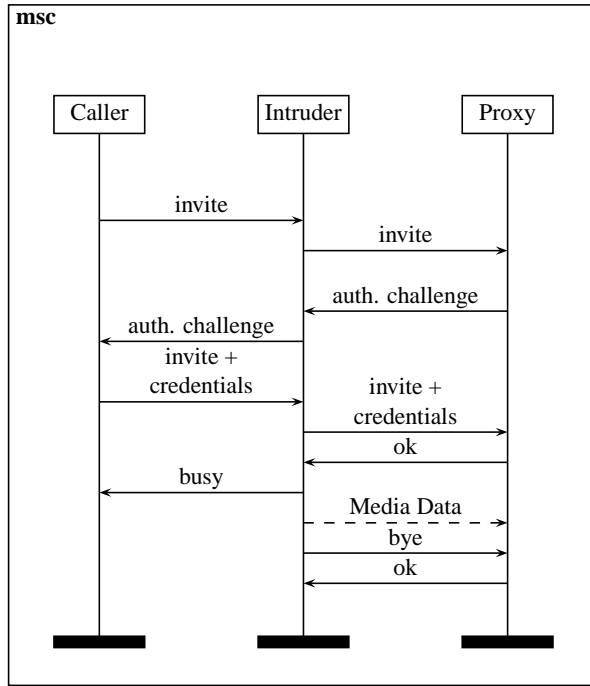 msc
Caller
Intruder
Proxy
invite
invite
auth. challenge
auth. challenge
invite +
credentials
invite +
credentials
ok
busy
Media Data
bye
ok